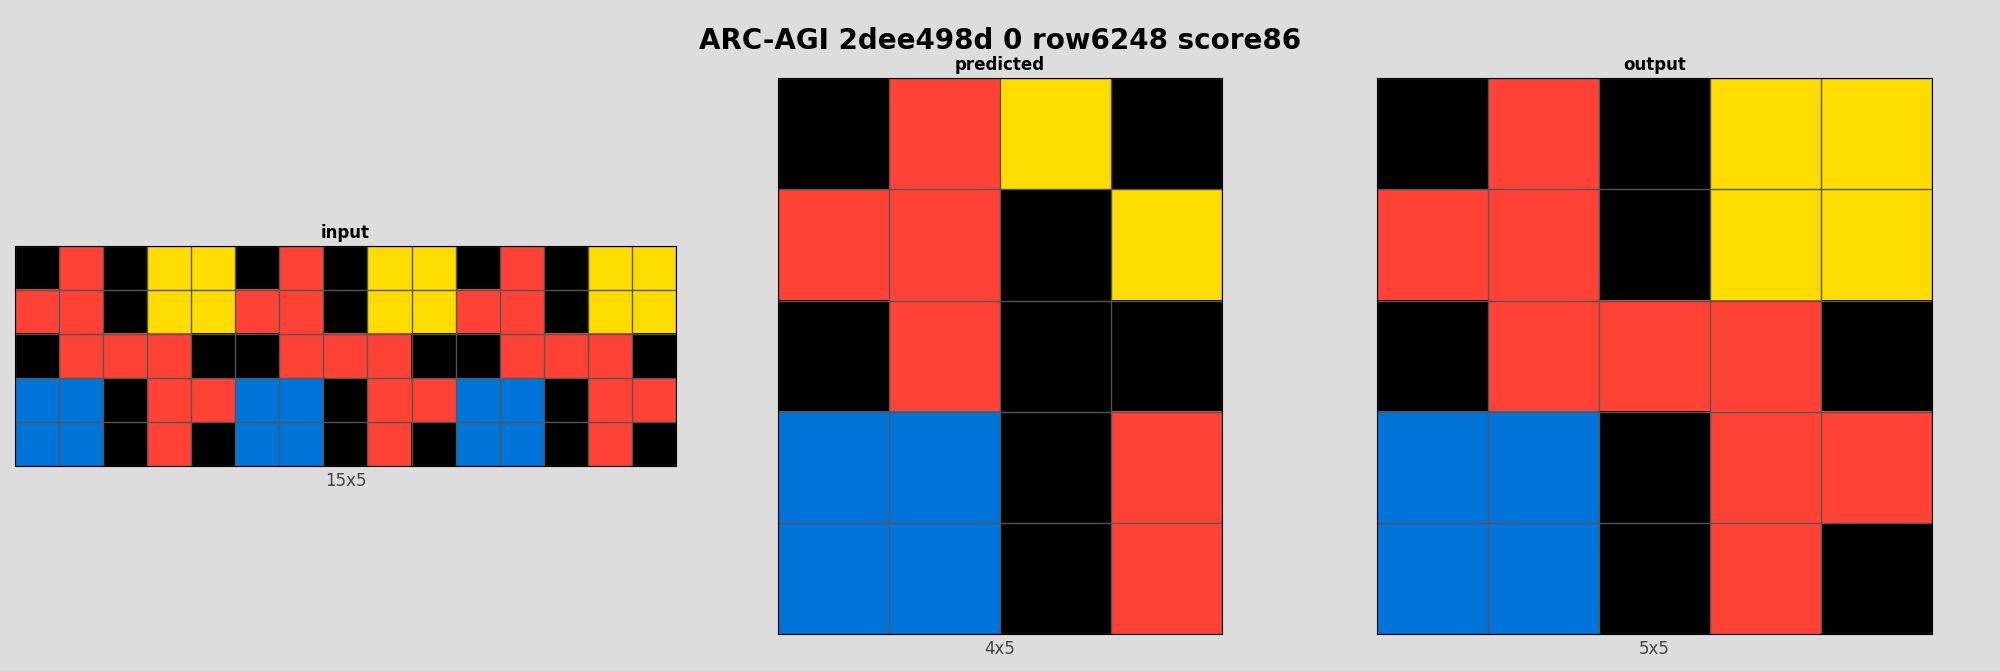 ARC-AGI 2dee498d 0 row6248 score86
predicted
output
input
15x5
4x5
5x5